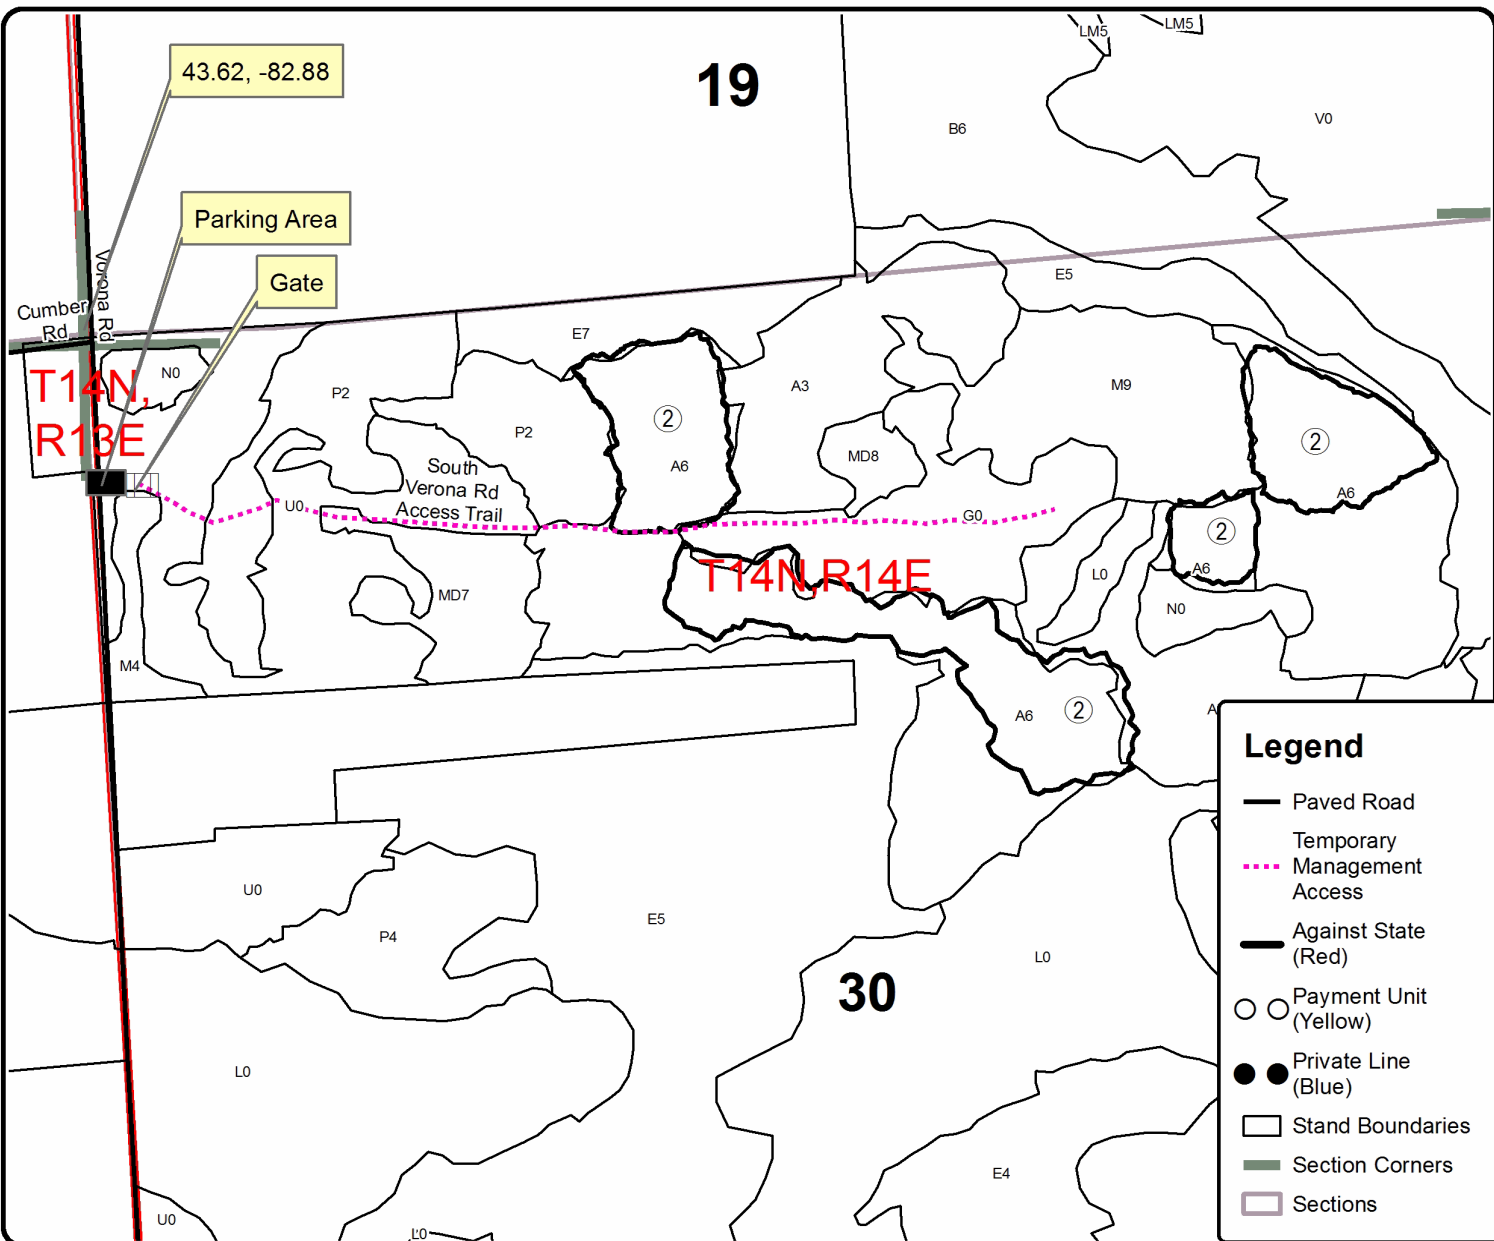 LM5
LM5
43.62, -82.88
19
B6
V0
Parking Area
Verona Rd
Gate
E5
Cumber
Rd
E7
N0
T14N,
R13E
P2
P2
A3
M9
2
A6
MD8
2
A6
South
Verona Rd
Access Trail
U0
G0
2
A6
T14N,R14E
L0
N0
MD7
M4
A6
2
A
U0
P4
E5
L0
30
L0
E4
U0
L0
Legend
Paved Road
Temporary
Management
Access
Against State
(Red)
Payment Unit
(Yellow)
Private Line
(Blue)
Stand Boundaries
Section Corners
Sections